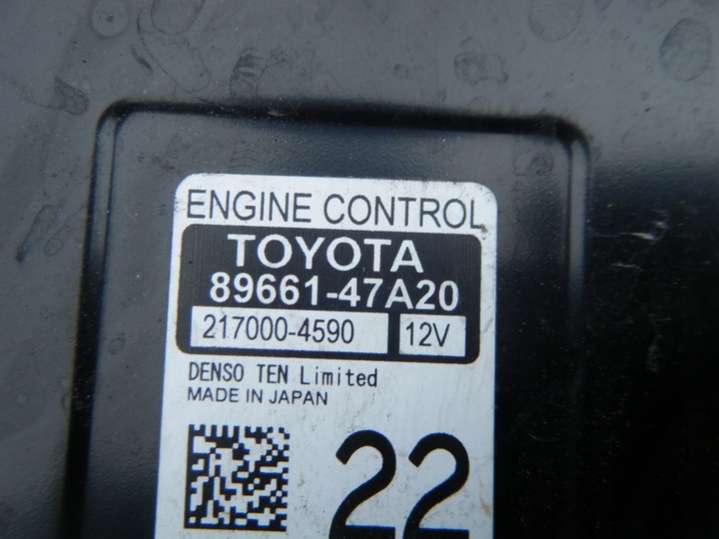 ENGINE CONTROL
TOYOTA
89661-47A20
217000-4590 12V
DENSO TEN Limited
MADE IN JAPAN
22